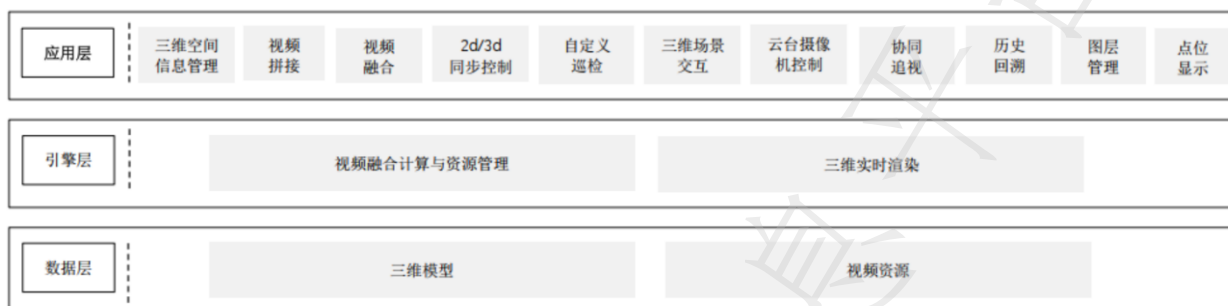 应用层
三维空间
信息管理
视频
拼接
视频
融合
2d/3d
同步控制
自定义
巡检
三维场景
交互
云台摄像
机控制
协同
追视
历史
回溯
图层
管理
点位
显示
引擎层
视频融合计算与资源管理
三维实时渲染
数据层
三维模型
视频资源